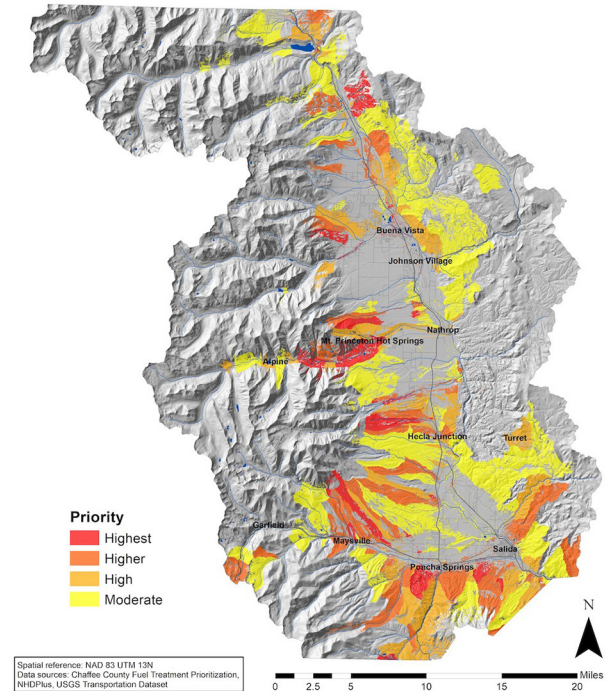 Buena Vista
Johnson Village
Nathrop
Mt. Princeton Hot Springs
Alpine
Hecla Junction
Turret
Garfield
Maysville
Salida
Poncha Springs
Priority
Highest
Higher
High
Moderate
N
Spatial reference: NAD 83 UTM 13N
Data sources: Chaffee County Fuel Treatment Prioritization,
NHDPlus, USGS Transportation Dataset
0 2.5 5 10 15 20
Miles